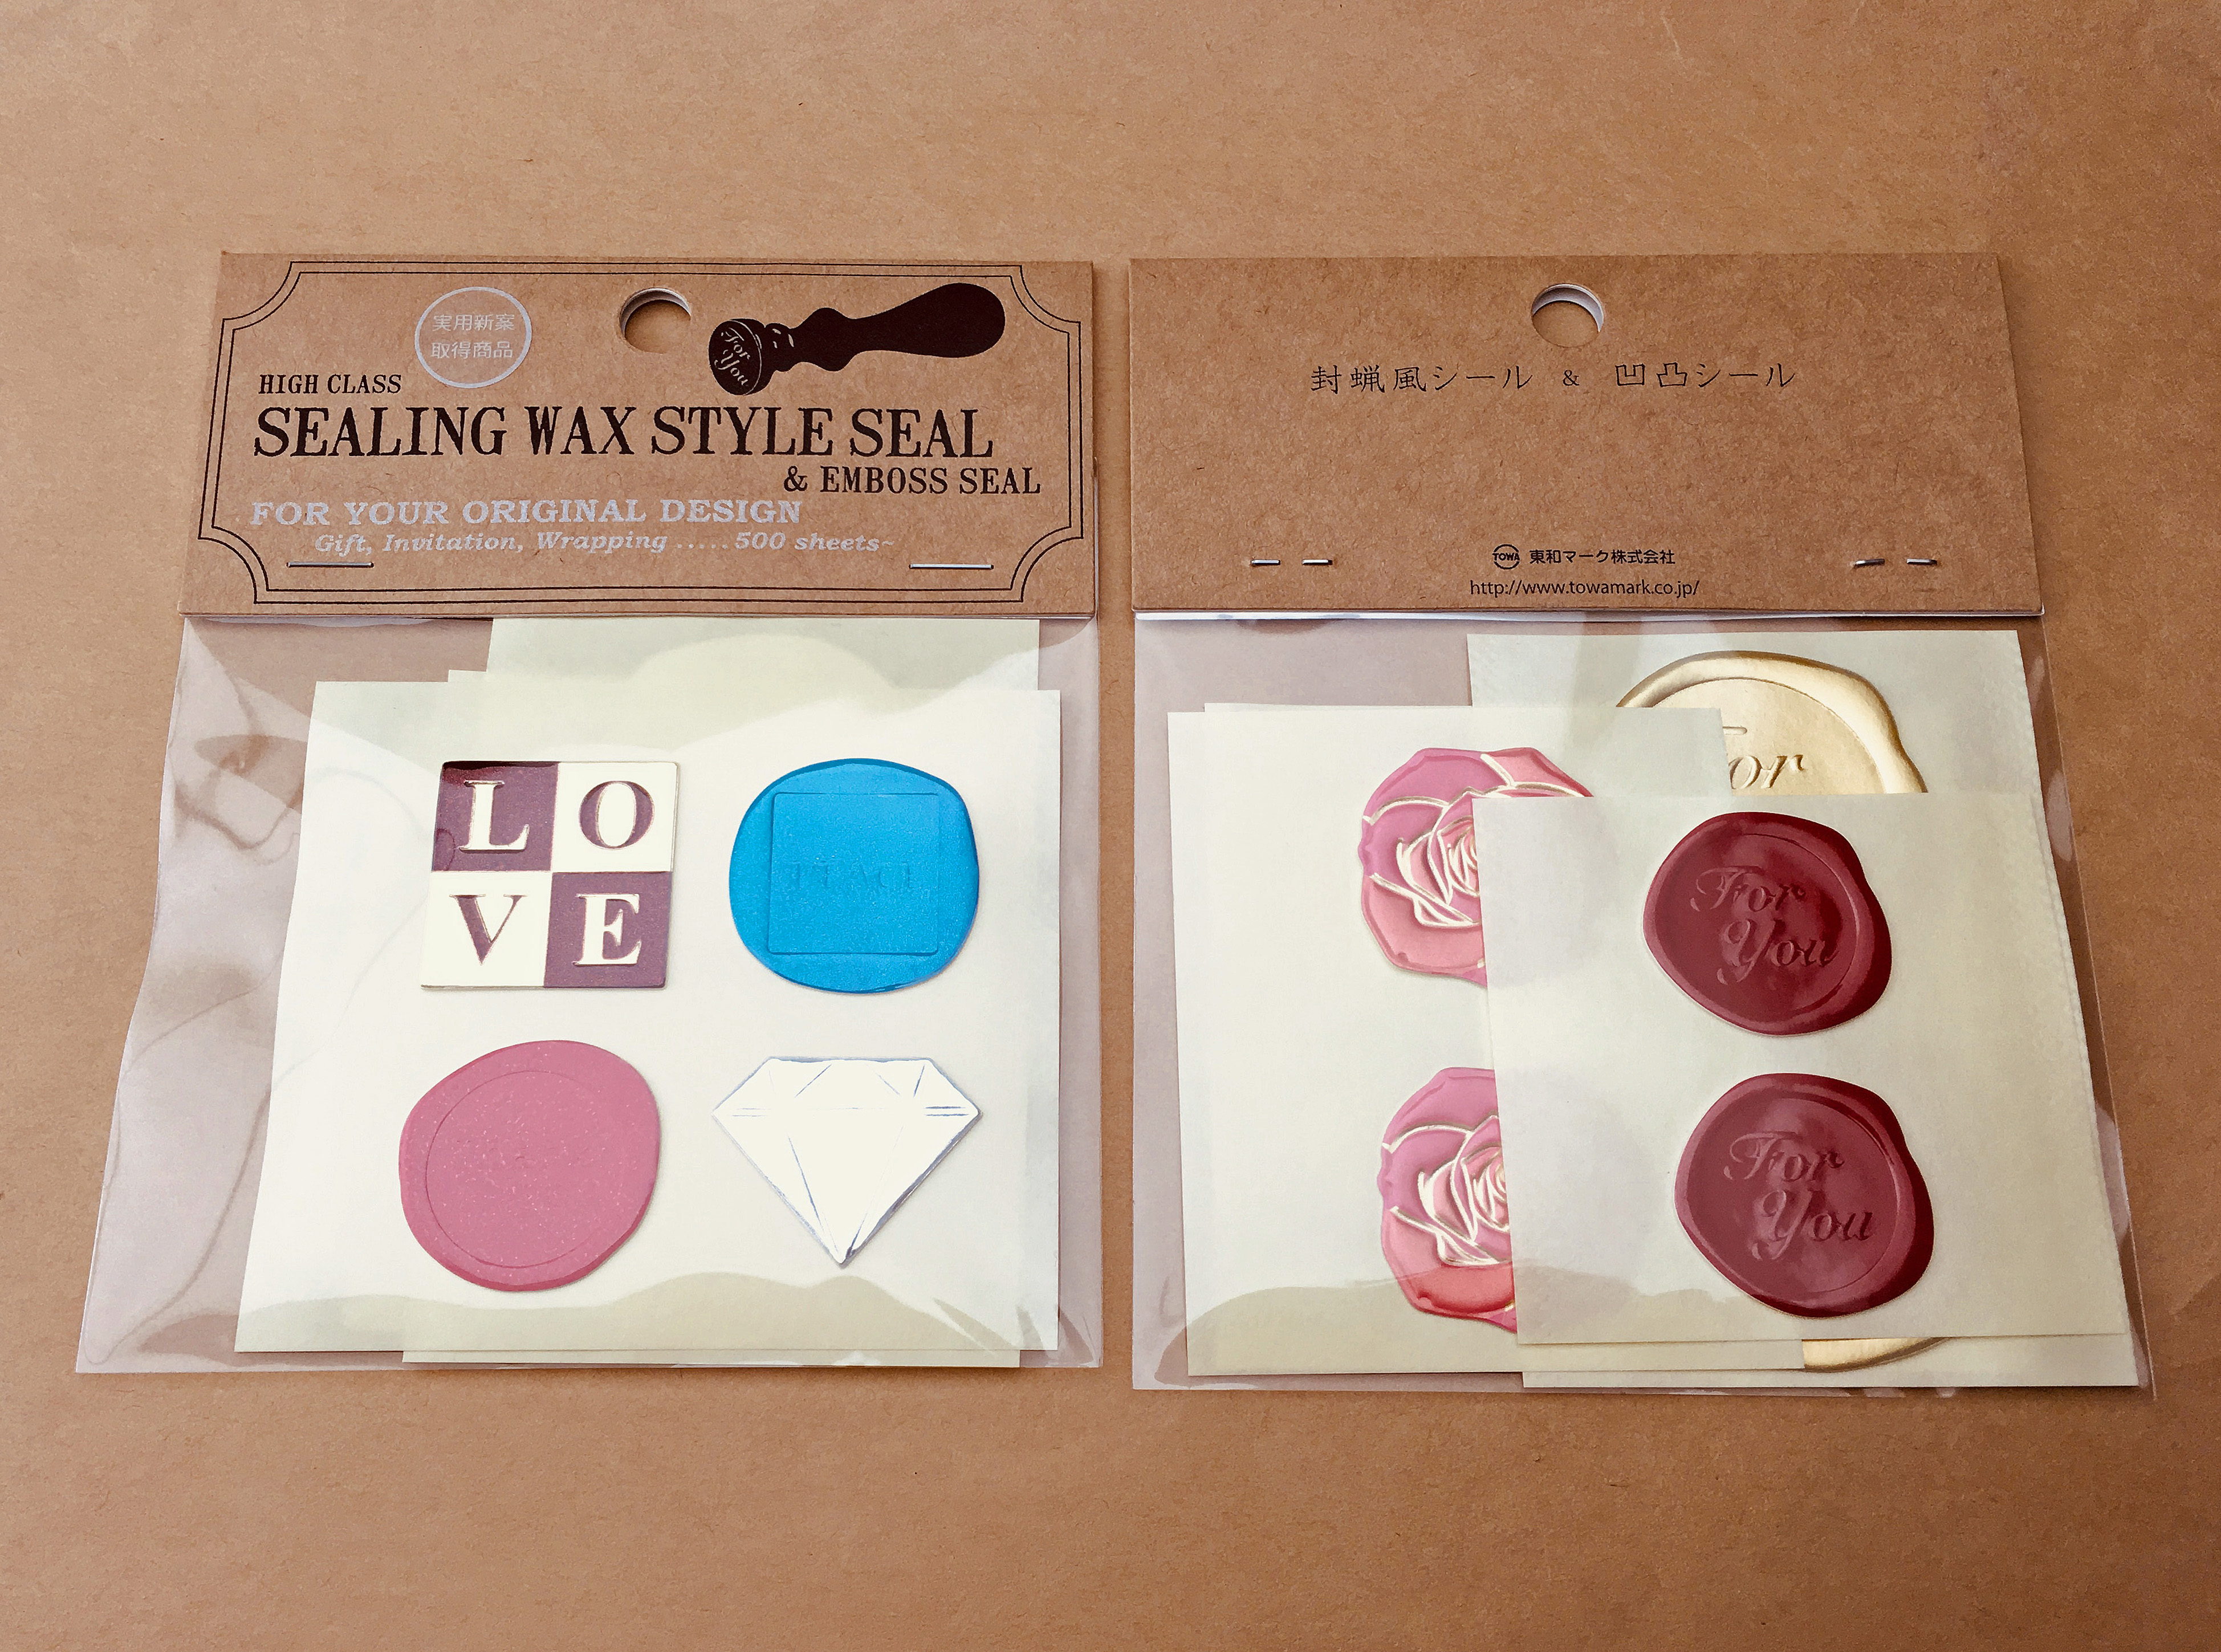 実用新案
取得商品
For
You
HIGH CLASS
SEALING WAX STYLE SEAL
& EMBOSS SEAL
FOR YOUR ORIGINAL DESIGN
Gift, Invitation, Wrapping ..... 500 sheets~
L O
V E
封蝋風シール & 凹凸シール
TOWA 東和マーク株式会社
http://www.towamark.co.jp/
For
For
You
For
You